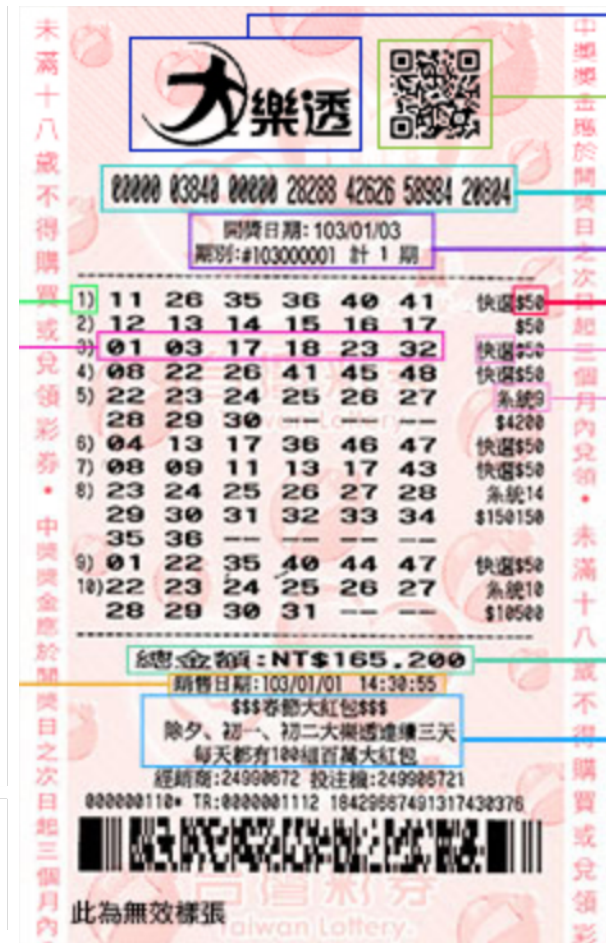 大樂透
00000 03840 00000 28288 42626 58984 20804
開獎日期:103/01/03
期別:#103000001 計 1 期
1) 11 26 35 36 40 41 快選$50
2) 12 13 14 15 16 17 $50
3) 01 03 17 18 23 32 快選$50
4) 08 22 26 41 45 48 快選$50
5) 22 23 24 25 26 27 系統9
28 29 30 -- -- -- $4200
6) 04 13 17 36 46 47 快選$50
7) 08 09 11 13 17 43 快選$50
8) 23 24 25 26 27 28 系統14
29 30 31 32 33 34 $150150
35 36 -- -- -- --
9) 01 22 35 40 44 47 快選$50
10) 22 23 24 25 26 27 系統10
28 29 30 31 -- -- $10500
總金額:NT$165,200
銷售日期:103/01/01 14:30:55
$$$春節大紅包$$$
除夕、初一、初二大樂透連續三天
每天都有100組百萬大紅包
經銷商:24990672 投注機:249906721
000000110* TR:0000001112 184296674913174303​76
此為無效樣張
台灣彩券
Taiwan Lottery
未滿十八歲不得購買或兌領彩券•中獎獎金應於開獎日之次日起三個月內
中獎獎金應於開獎日之次日起三個月內兌領•未滿十八歲不得購買或兌領彩